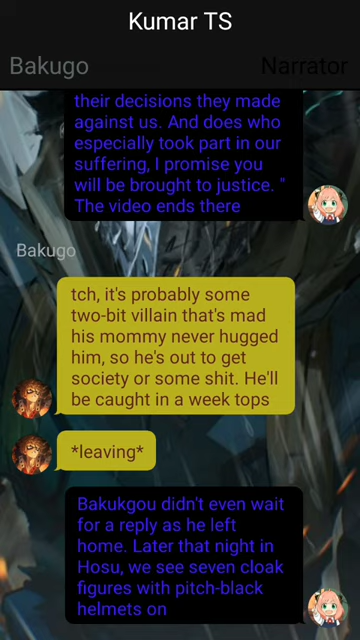 Kumar TS
Bakugo
Narrator
their decisions they made
against us. And does who
especially took part in our
suffering, I promise you
will be brought to justice. "
The video ends there
Bakugo
tch, it's probably some
two-bit villain that's mad
his mommy never hugged
him, so he's out to get
society or some shit. He'll
be caught in a week tops
*leaving*
Bakukgou didn't even wait
for a reply as he left
home. Later that night in
Hosu, we see seven cloak
figures with pitch-black
helmets on